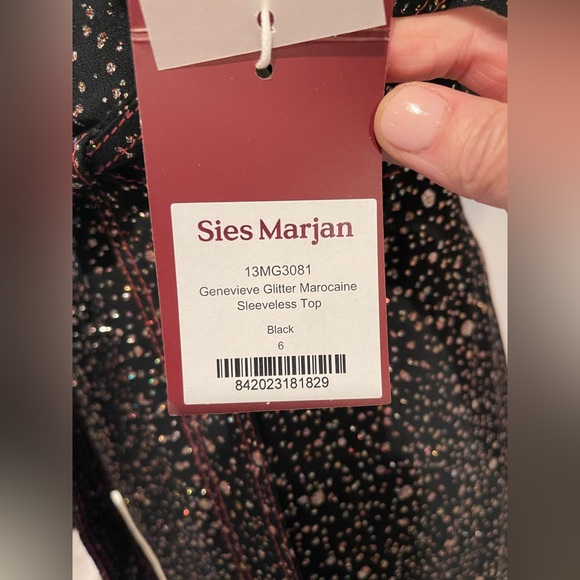 Sies Marjan
13MG3081
Genevieve Glitter Marocaine
Sleeveless Top
Black
6
842023181829